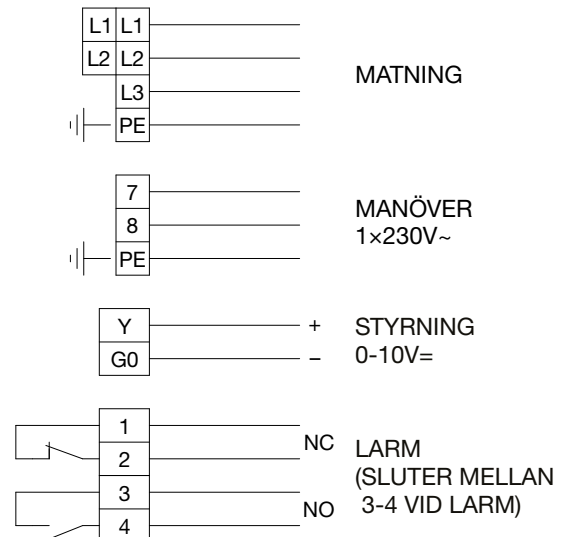 L1 L1
L2 L2
L3
PE
MATNING
7
8
PE
MANÖVER
1×230V~
Y
G0
+
−
STYRNING
0-10V=
1
2
3
4
NC
NO
LARM
(SLUTER MELLAN
3-4 VID LARM)